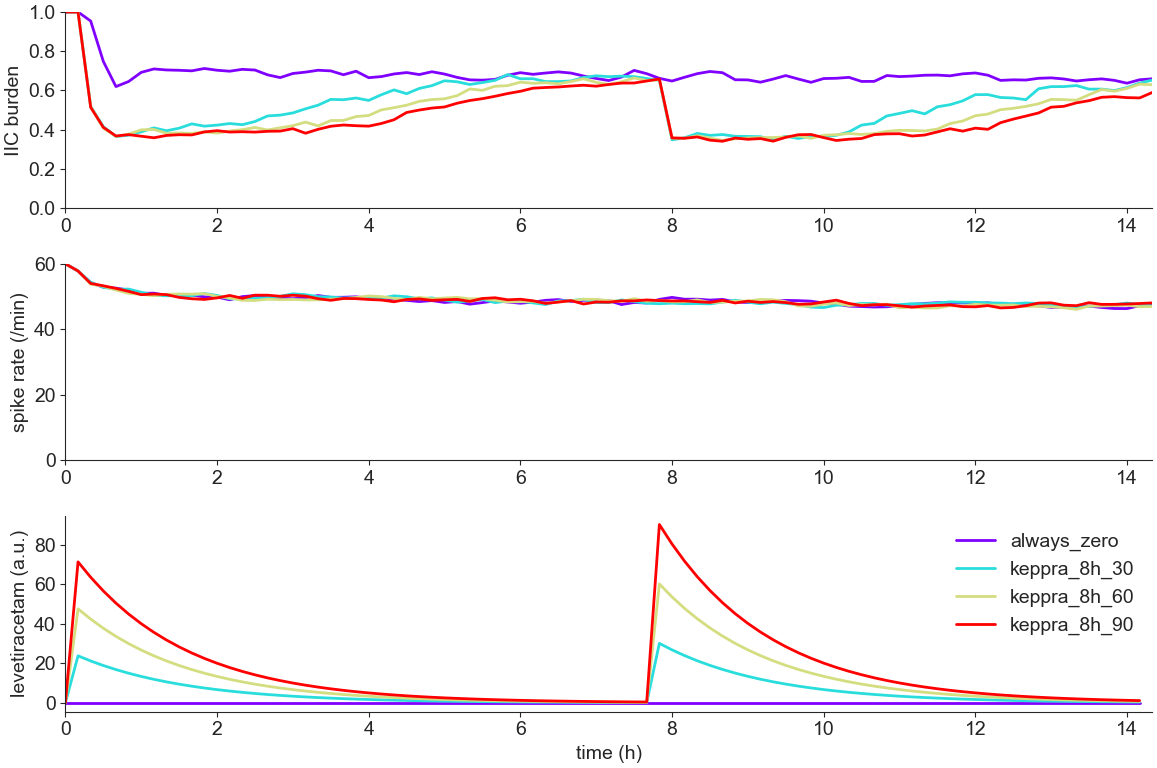 IIC burden
1.0
0.8
0.6
0.4
0.2
0.0
0 2 4 6 8 10 12 14
spike rate (/min)
60
40
20
0
0 2 4 6 8 10 12 14
levetiracetam (a.u.)
80
60
40
20
0
always_zero
keppra_8h_30
keppra_8h_60
keppra_8h_90
0 2 4 6 8 10 12 14
time (h)